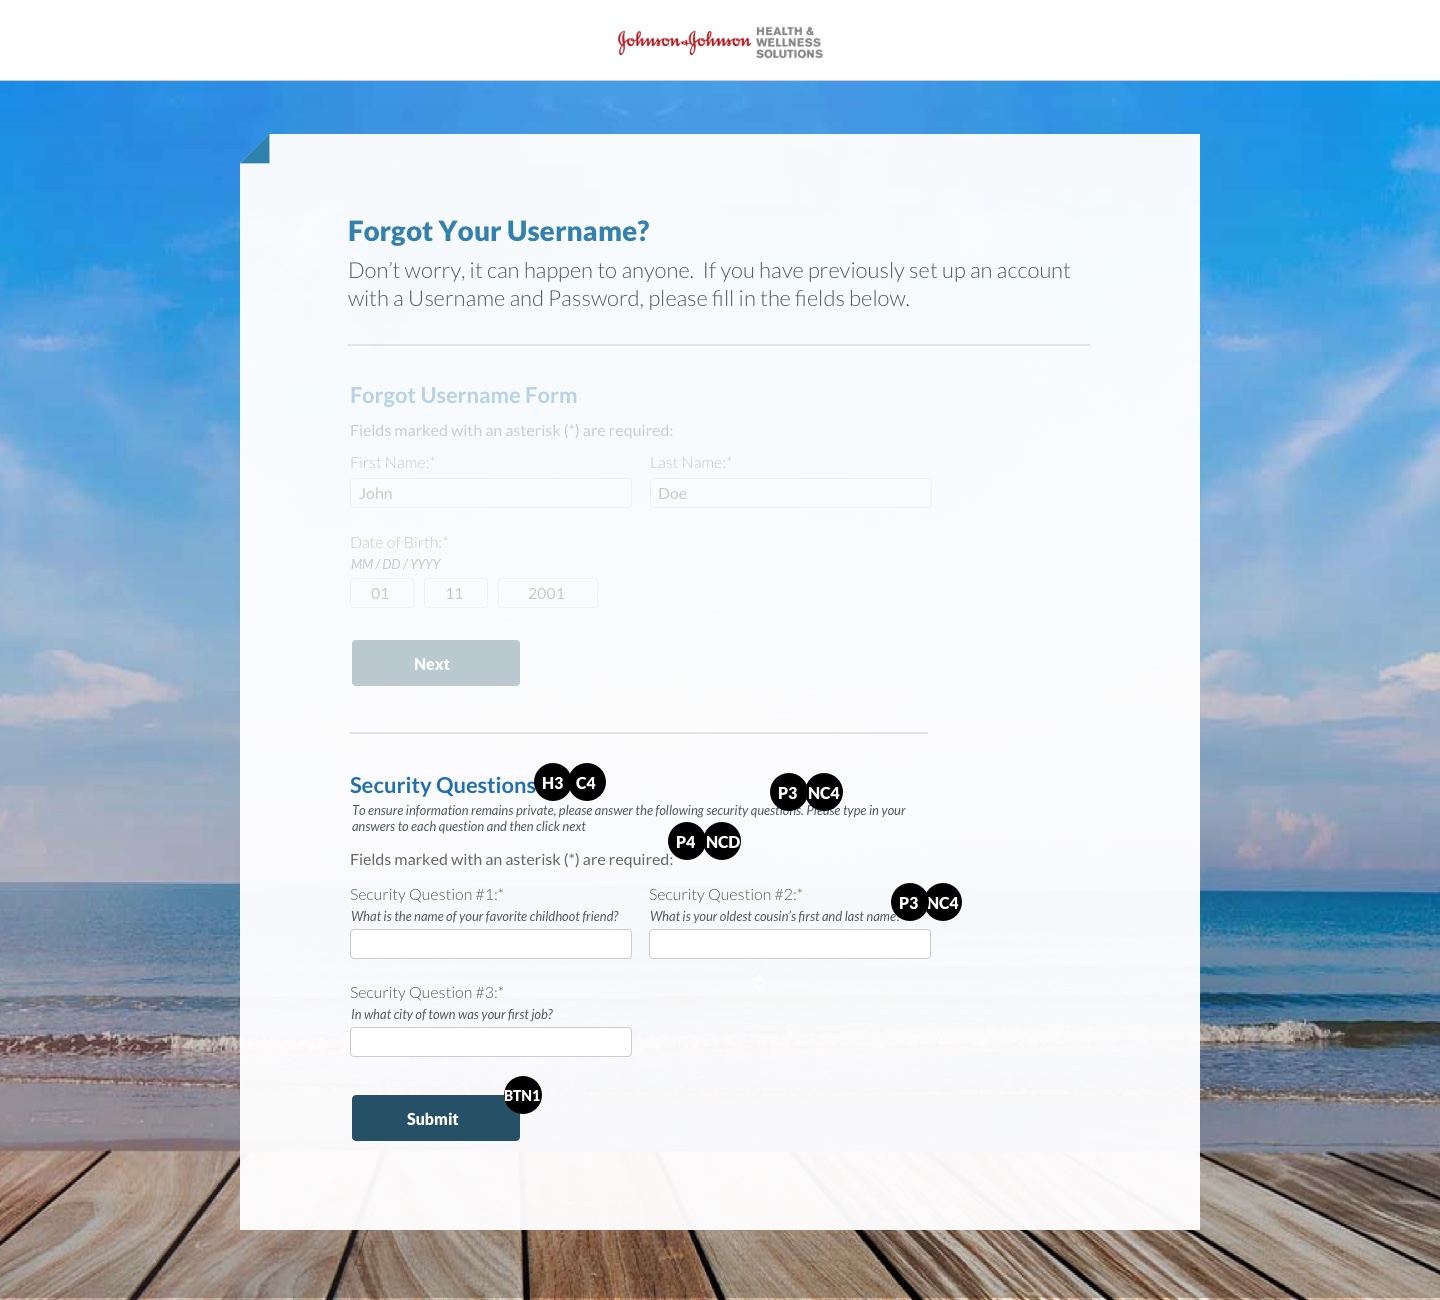 Johnson & Johnson HEALTH &
WELLNESS
SOLUTIONS
Forgot Your Username?
Don’t worry, it can happen to anyone.  If you have previously set up an account
with a Username and Password, please fill in the fields below.
Forgot Username Form
Fields marked with an asterisk (*) are required:
First Name:* Last Name:*
John Doe
Date of Birth:*
MM / DD / YYYY
01 11 2001
Next
Security Questions H3 C4
P3 NC4
To ensure information remains private, please answer the following security questions. Please type in your
answers to each question and then click next
P4 NCD
Fields marked with an asterisk (*) are required:
Security Question #1:* Security Question #2:*
P3 NC4
What is the name of your favorite childhoot friend? What is your oldest cousin’s first and last name?
Security Question #3:*
In what city of town was your first job?
BTN1
Submit